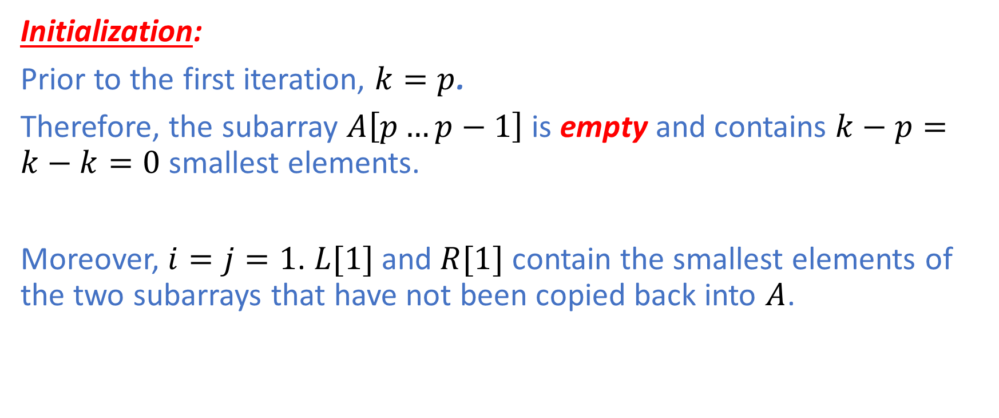 Initialization:
Prior to the first iteration, k = p.
Therefore, the subarray A[p … p − 1] is empty and contains k − p =
k − k = 0 smallest elements.
Moreover, i = j = 1. L[1] and R[1] contain the smallest elements of
the two subarrays that have not been copied back into A.